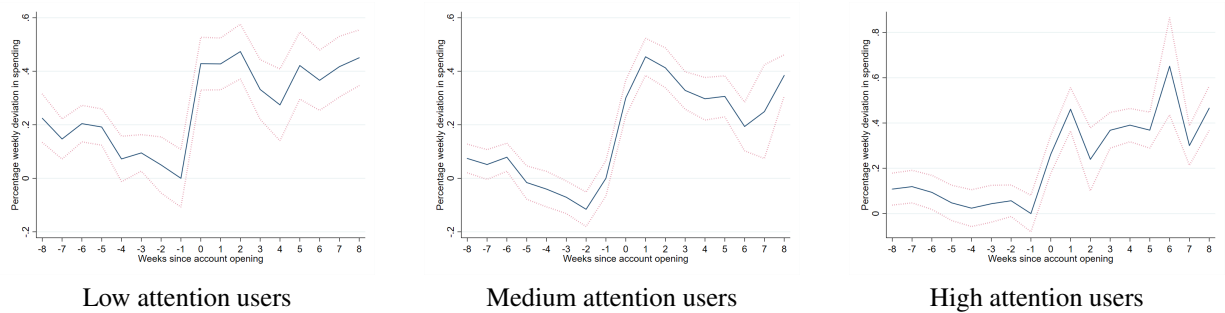 Percentage weekly deviation in spending
.6
.4
.2
0
-.2
-8 -7 -6 -5 -4 -3 -2 -1 0 1 2 3 4 5 6 7 8
Weeks since account opening
Low attention users
Percentage weekly deviation in spending
.6
.4
.2
0
-.2
-8 -7 -6 -5 -4 -3 -2 -1 0 1 2 3 4 5 6 7 8
Weeks since account opening
Medium attention users
Percentage weekly deviation in spending
.8
.6
.4
.2
0
-8 -7 -6 -5 -4 -3 -2 -1 0 1 2 3 4 5 6 7 8
Weeks since account opening
High attention users